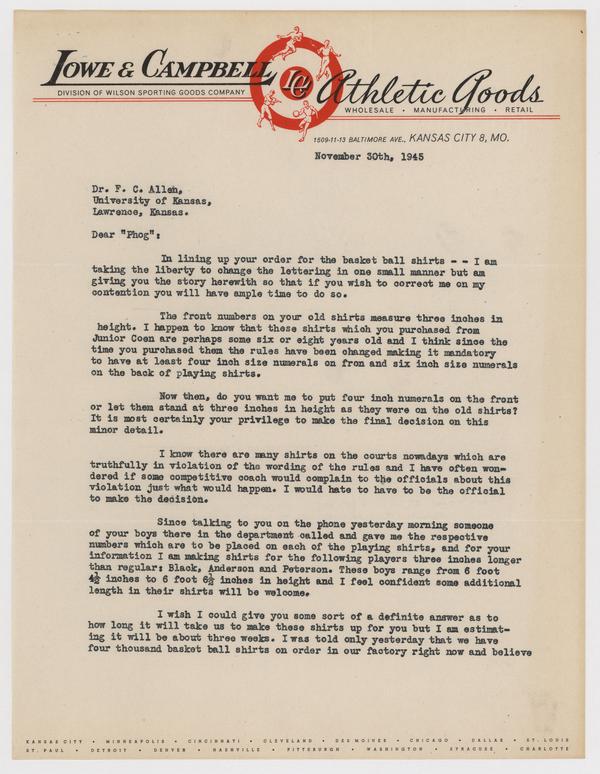 LOWE & CAMPBELL Athletic Goods
LC
DIVISION OF WILSON SPORTING GOODS COMPANY
WHOLESALE • MANUFACTURING • RETAIL
1509-11-13 BALTIMORE AVE., KANSAS CITY 8, MO.
November 30th, 1945
Dr. F. C. Allen,
University of Kansas,
Lawrence, Kansas.
Dear "Phog":
In lining up your order for the basket ball shirts - - I am
taking the liberty to change the lettering in one small manner but am
giving you the story herewith so that if you wish to correct me on my
contention you will have ample time to do so.
The front numbers on your old shirts measure three inches in
height. I happen to know that these shirts which you purchased from
Junior Coen are perhaps some six or eight years old and I think since the
time you purchased them the rules have been changed making it mandatory
to have at least four inch size numerals on fron and six inch size numerals
on the back of playing shirts.
Now then, do you want me to put four inch numerals on the front
or let them stand at three inches in height as they were on the old shirts?
It is most certainly your privilege to make the final decision on this
minor detail.
I know there are many shirts on the courts nowadays which are
truthfully in violation of the wording of the rules and I have often won-
dered if some competitive coach would complain to the officials about this
violation just what would happen. I would hate to have to be the official
to make the decision.
Since talking to you on the phone yesterday morning someone
of your boys there in the department called and gave me the respective
numbers which are to be placed on each of the playing shirts, and for your
information I am making shirts for the following players three inches longer
than regular: Black, Anderson and Peterson. These boys range from 6 foot
4½ inches to 6 foot 6½ inches in height and I feel confident some additional
length in their shirts will be welcome.
I wish I could give you some sort of a definite answer as to
how long it will take us to make these shirts up for you but I am estimat-
ing it will be about three weeks. I was told only yesterday that we have
four thousand basket ball shirts on order in our factory right now and believe
KANSAS CITY • MINNEAPOLIS • CINCINNATI • CLEVELAND • DES MOINES • CHICAGO • DALLAS • ST. LOUIS
ST. PAUL • DETROIT • DENVER • NASHVILLE • PITTSBURGH • WASHINGTON • SYRACUSE • CHARLOTTE